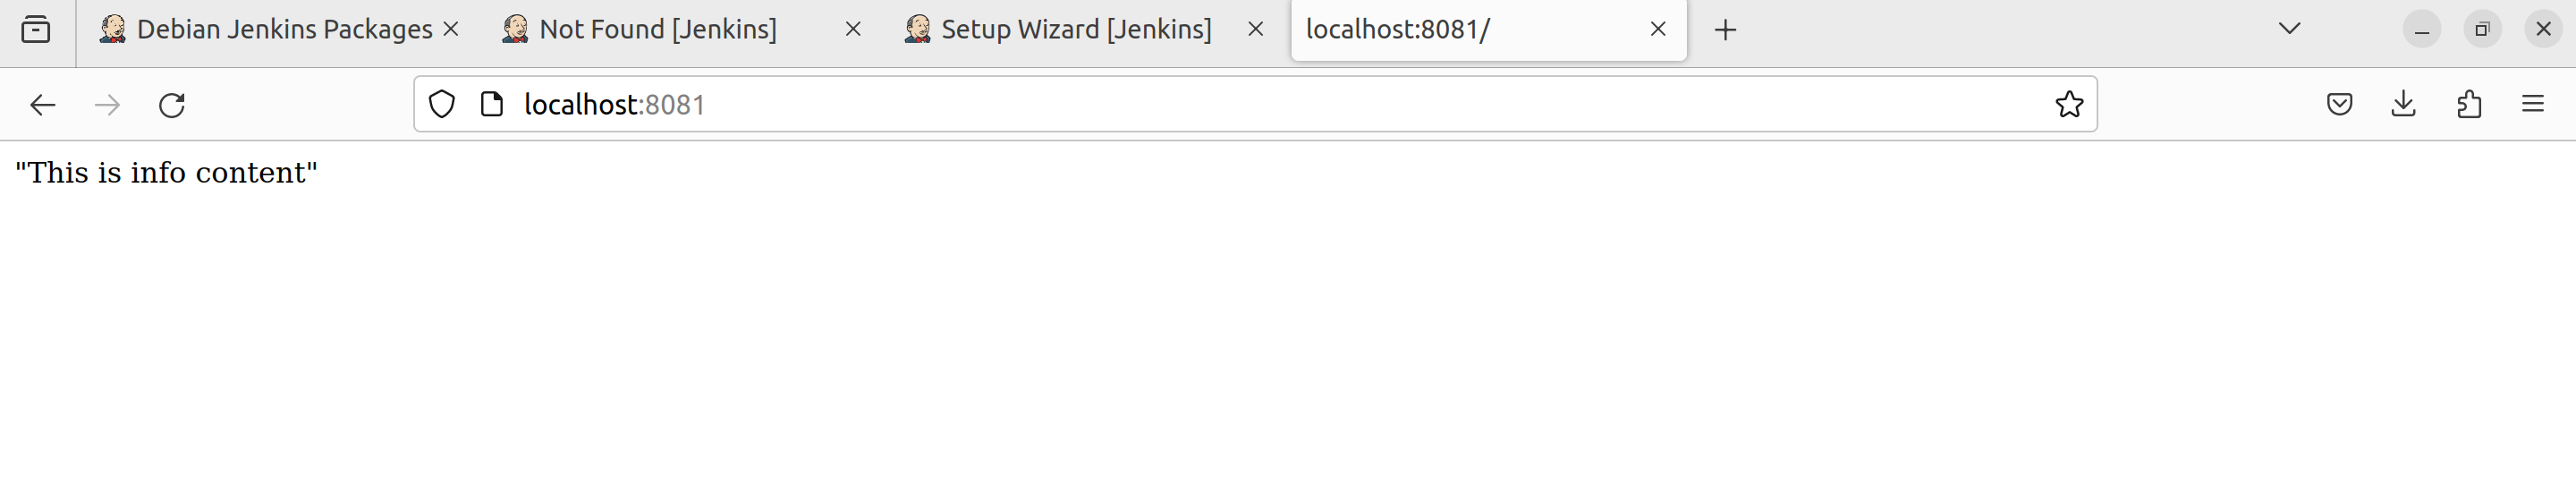 Debian Jenkins Packages
Not Found [Jenkins]
Setup Wizard [Jenkins]
localhost:8081/
localhost:8081
"This is info content"